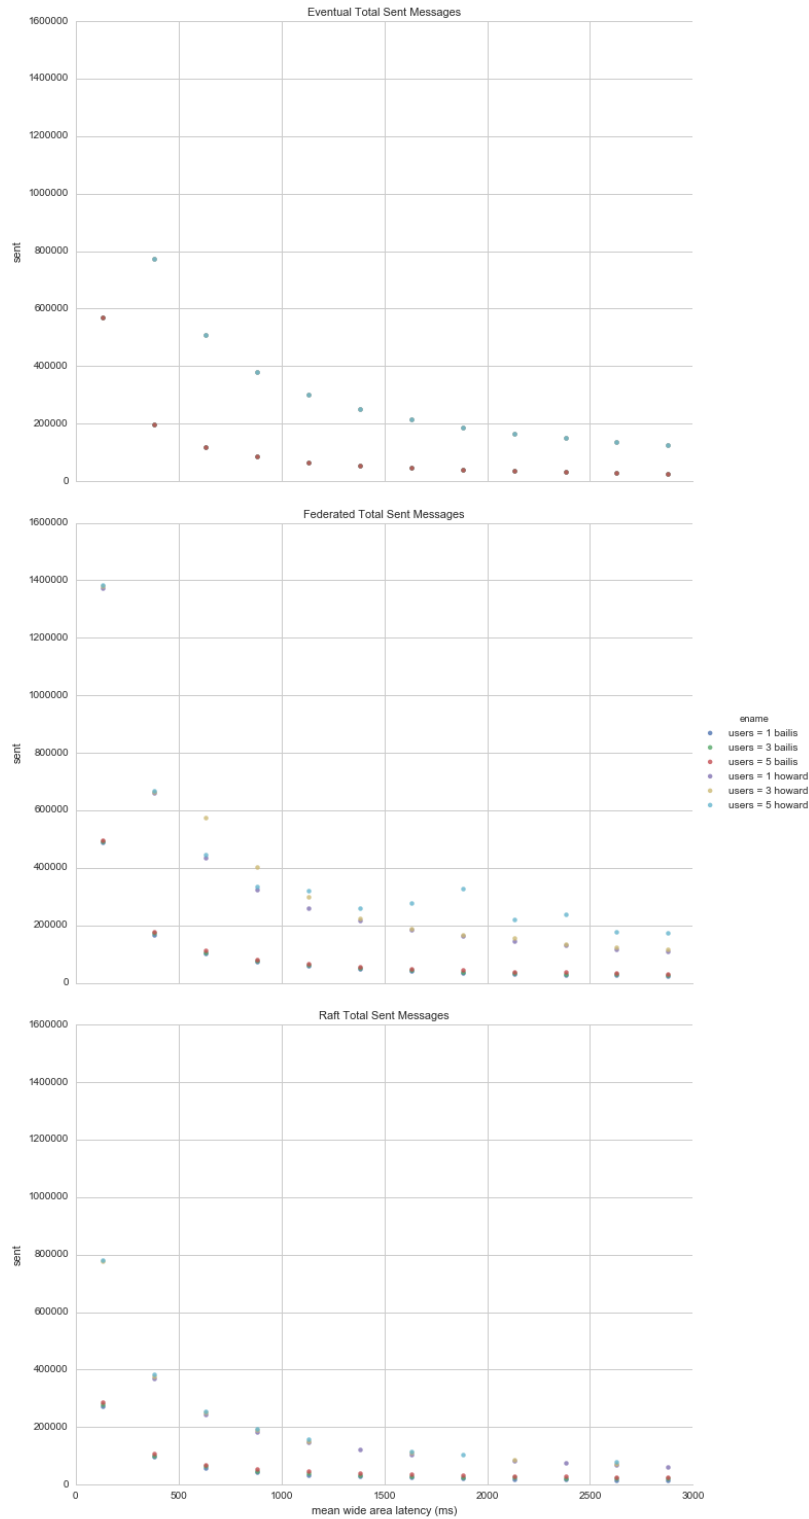 Eventual Total Sent Messages
1600000
1400000
1200000
1000000
800000
600000
400000
200000
0
sent
Federated Total Sent Messages
1600000
1400000
1200000
1000000
800000
600000
400000
200000
0
sent
ename
users = 1 bailis
users = 3 bailis
users = 5 bailis
users = 1 howard
users = 3 howard
users = 5 howard
Raft Total Sent Messages
1600000
1400000
1200000
1000000
800000
600000
400000
200000
0
sent
0 500 1000 1500 2000 2500 3000
mean wide area latency (ms)